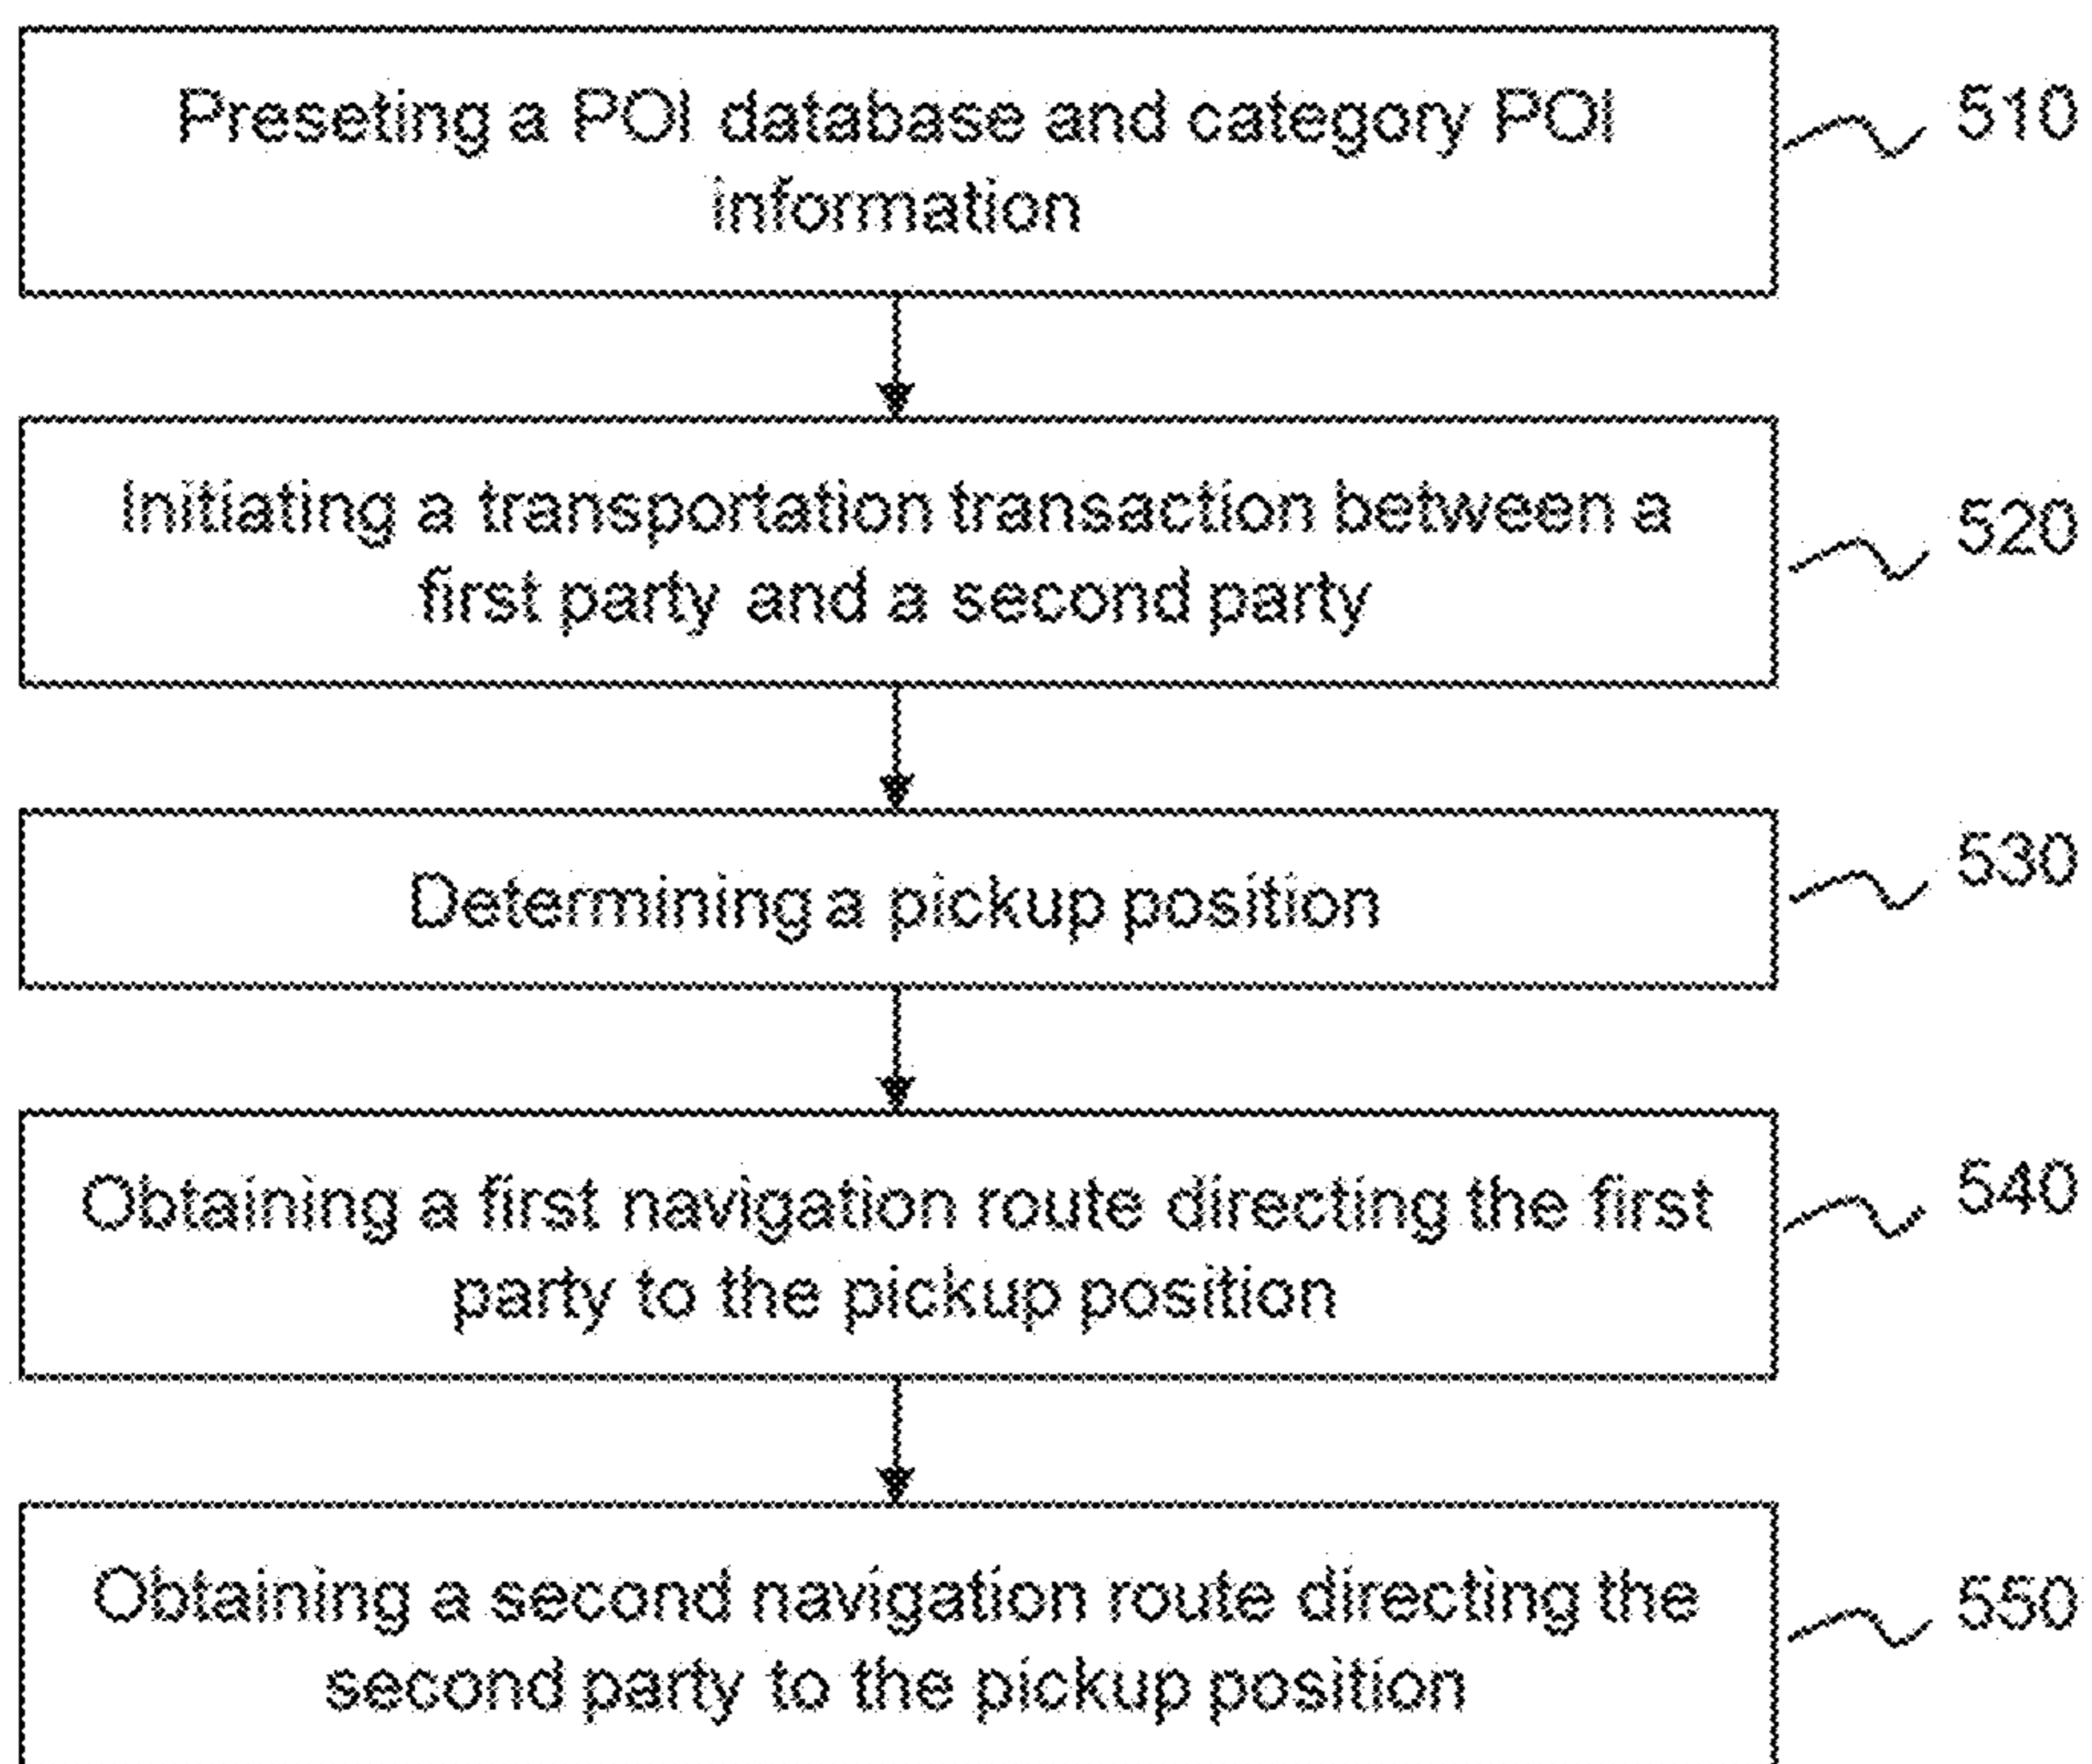 Preseting a POI database and category POI
information
510
Initiating a transportation transaction between a
first party and a second party
520
Determining a pickup position
530
Obtaining a first navigation route directing the first
party to the pickup position
540
Obtaining a second navigation route directing the
second party to the pickup position
550